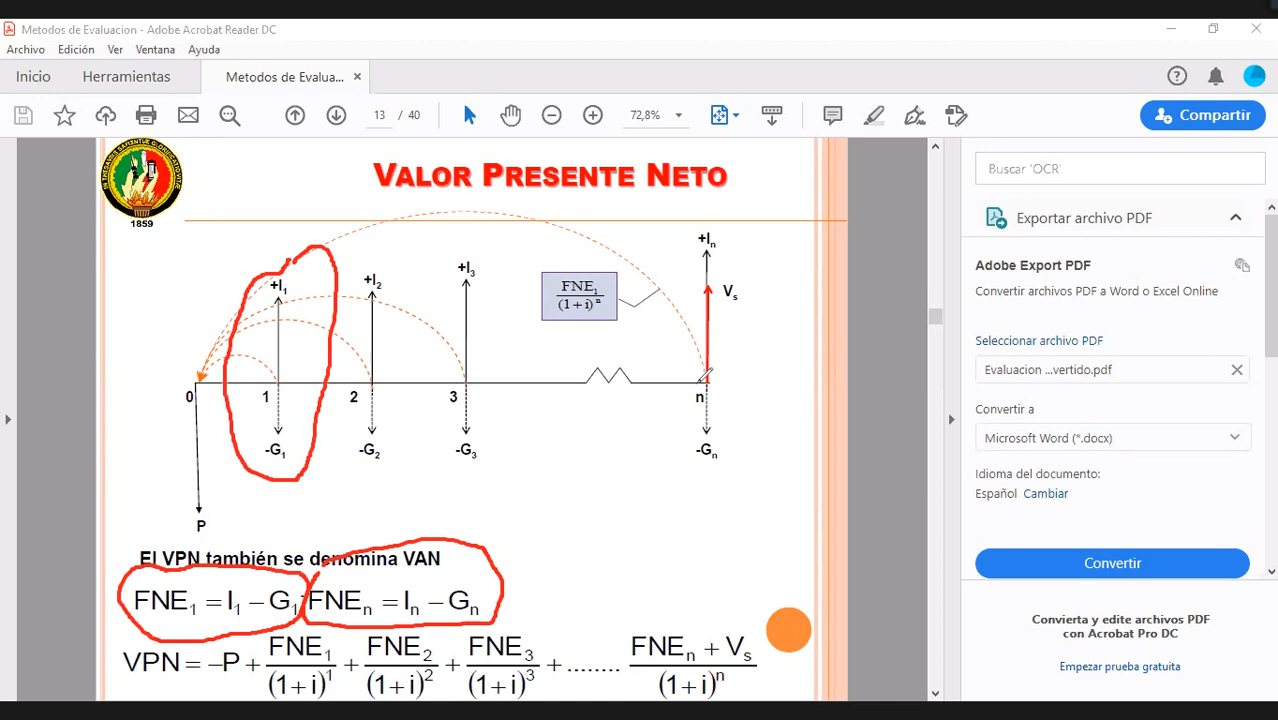 Metodos de Evaluacion - Adobe Acrobat Reader DC
Archivo Edición Ver Ventana Ayuda
Inicio Herramientas Metodos de Evalua... ×
13 / 40 72,8% Compartir
1859
VALOR PRESENTE NETO
+I₁ +I₂ +I₃ +Iₙ
FNE₁
(1+i)ⁿ
Vₛ
0 1 2 3 n
-G₁ -G₂ -G₃ -Gₙ
P
El VPN también se denomina VAN
FNE₁ = I₁ − G₁ FNEₙ = Iₙ − Gₙ
VPN = −P + FNE₁/(1+i)¹ + FNE₂/(1+i)² + FNE₃/(1+i)³ + ........ FNEₙ + Vₛ/(1+i)ⁿ
Buscar 'OCR'
Exportar archivo PDF
Adobe Export PDF
Convertir archivos PDF a Word o Excel Online
Seleccionar archivo PDF
Evaluacion ...vertido.pdf ×
Convertir a
Microsoft Word (*.docx)
Idioma del documento:
Español Cambiar
Convertir
Convierta y edite archivos PDF
con Acrobat Pro DC
Empezar prueba gratuita